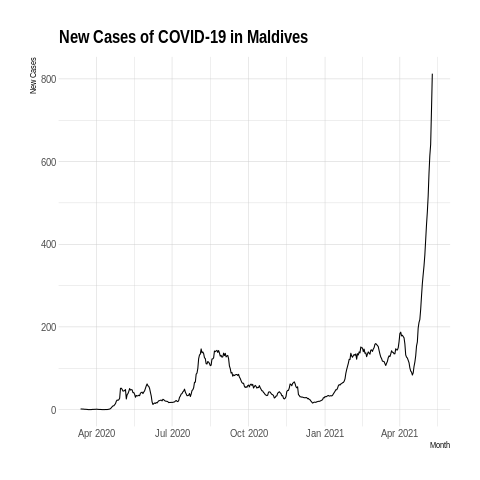 New Cases of COVID-19 in Maldives
New Cases
800
600
400
200
0
Apr 2020 Jul 2020 Oct 2020 Jan 2021 Apr 2021
Month